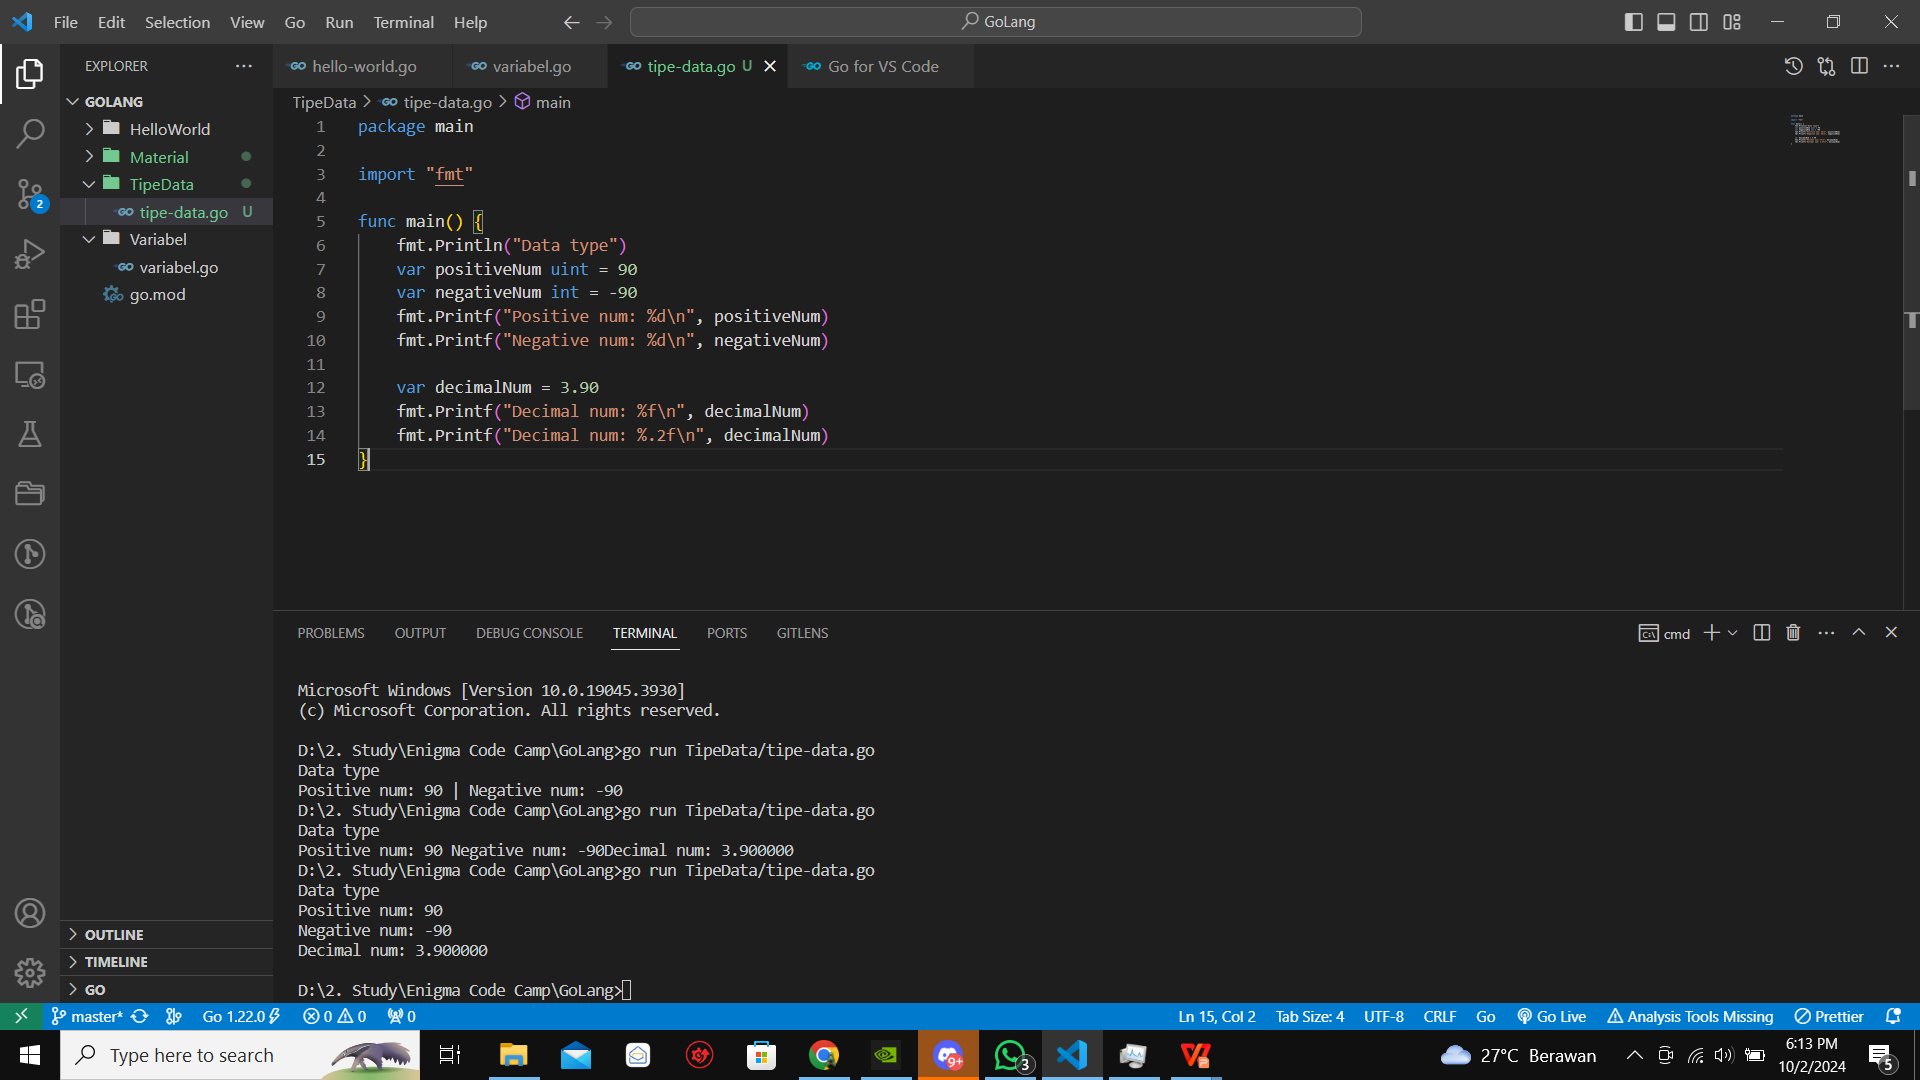 File Edit Selection View Go Run Terminal Help
GoLang
EXPLORER
hello-world.go
variabel.go
tipe-data.go U
Go for VS Code
GOLANG
HelloWorld
Material
TipeData
tipe-data.go U
Variabel
variabel.go
go.mod
TipeData > tipe-data.go > main
1 package main
2
3 import "fmt"
4
5 func main() {
6 fmt.Println("Data type")
7 var positiveNum uint = 90
8 var negativeNum int = -90
9 fmt.Printf("Positive num: %d\n", positiveNum)
10 fmt.Printf("Negative num: %d\n", negativeNum)
11
12 var decimalNum = 3.90
13 fmt.Printf("Decimal num: %f\n", decimalNum)
14 fmt.Printf("Decimal num: %.2f\n", decimalNum)
15 }
PROBLEMS OUTPUT DEBUG CONSOLE TERMINAL PORTS GITLENS
cmd
Microsoft Windows [Version 10.0.19045.3930]
(c) Microsoft Corporation. All rights reserved.
D:\2. Study\Enigma Code Camp\GoLang>go run TipeData/tipe-data.go
Data type
Positive num: 90 | Negative num: -90
D:\2. Study\Enigma Code Camp\GoLang>go run TipeData/tipe-data.go
Data type
Positive num: 90 Negative num: -90Decimal num: 3.900000
D:\2. Study\Enigma Code Camp\GoLang>go run TipeData/tipe-data.go
Data type
Positive num: 90
Negative num: -90
Decimal num: 3.900000
D:\2. Study\Enigma Code Camp\GoLang>
2
OUTLINE
TIMELINE
GO
master* Go 1.22.0 0 0 0
Ln 15, Col 2 Tab Size: 4 UTF-8 CRLF Go Go Live Analysis Tools Missing Prettier
Type here to search
9+
3
27°C Berawan
6:13 PM
10/2/2024
5